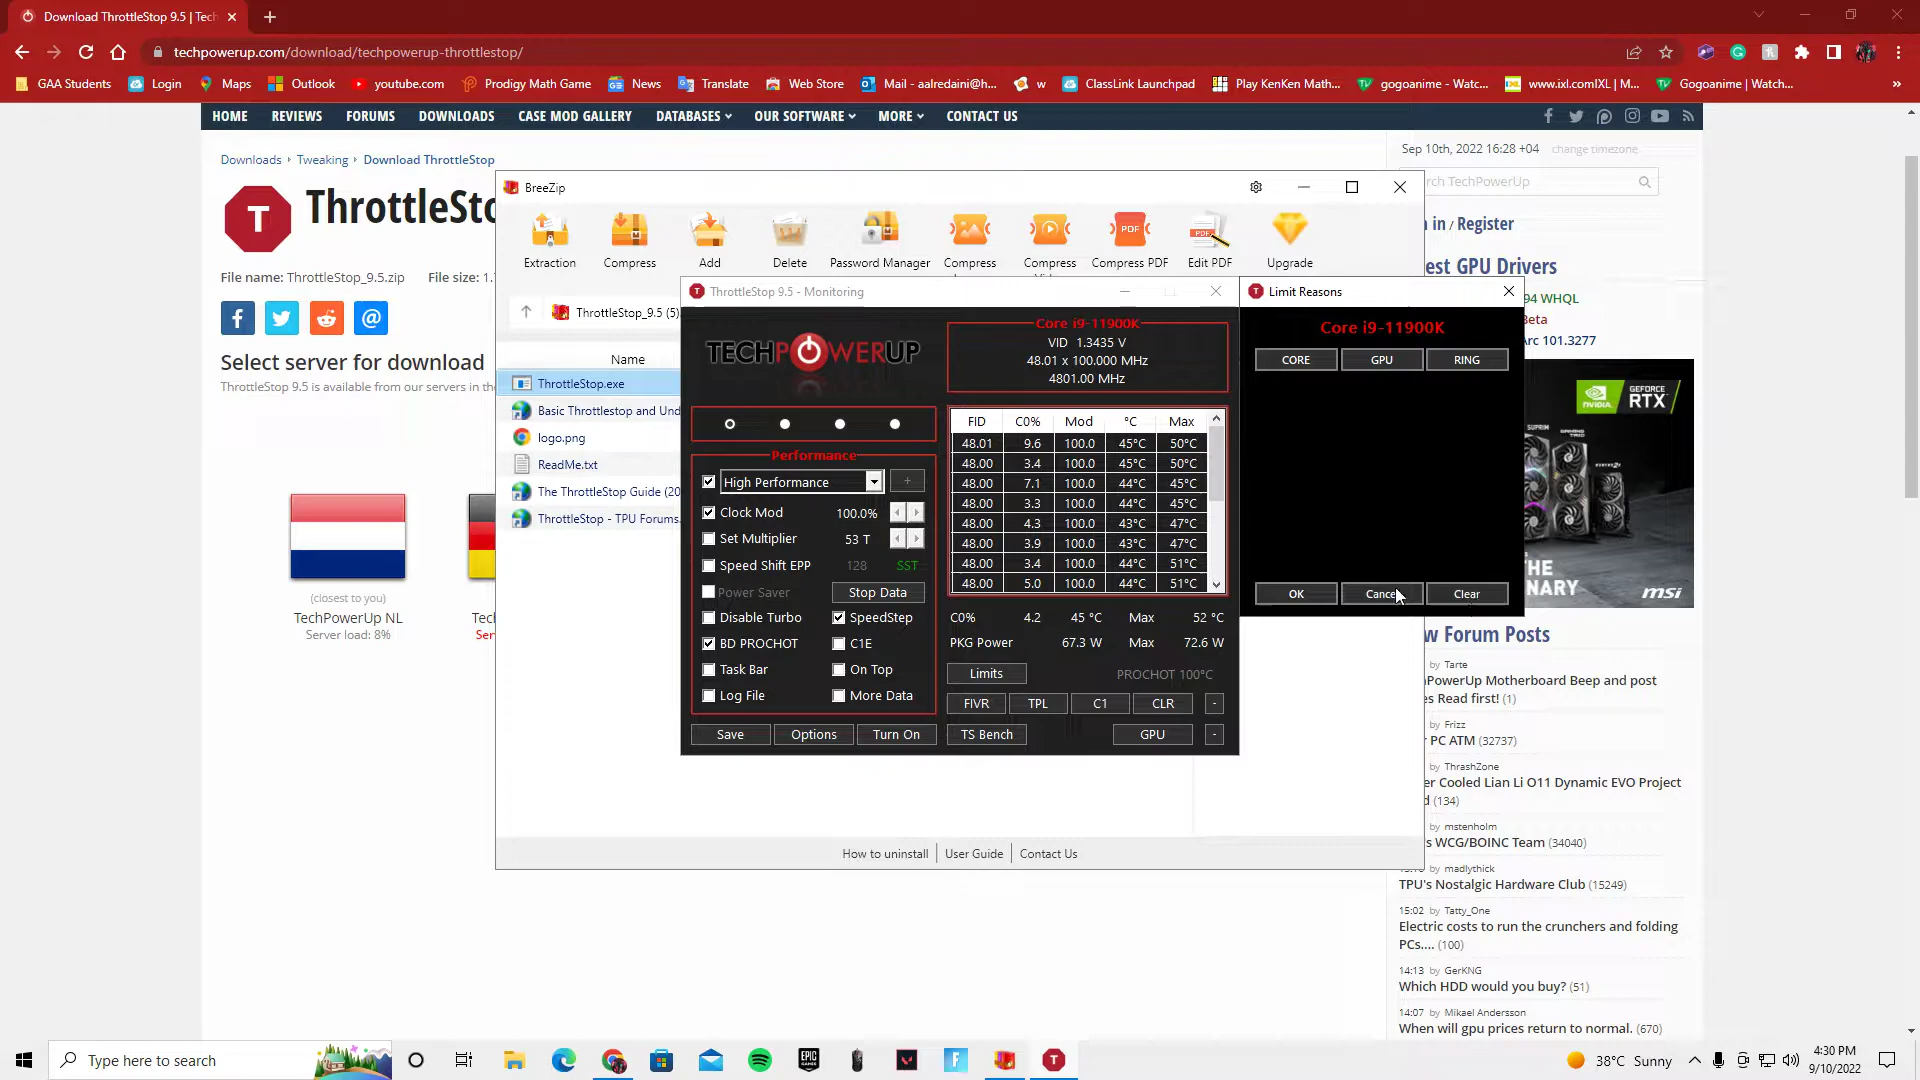 Download ThrottleStop 9.5 | Tech
techpowerup.com/download/techpowerup-throttlestop/
GAA Students Login Maps Outlook youtube.com Prodigy Math Game News Translate Web Store Mail - aalredaini@h... w ClassLink Launchpad Play KenKen Math... gogoanime - Watc... www.ixl.comIXL | M... Gogoanime | Watch... »
HOME REVIEWS FORUMS DOWNLOADS CASE MOD GALLERY DATABASES OUR SOFTWARE MORE CONTACT US
Downloads Tweaking Download ThrottleStop
Sep 10th, 2022 16:28 +04 change timezone
TechPowerUp
T ThrottleSto
in / Register
File name: ThrottleStop_9.5.zip File size: 1.
est GPU Drivers
94 WHQL
Beta
Arc 101.3277
Select server for download
ThrottleStop 9.5 is available from our servers in the
(closest to you)
TechPowerUp NL
Server load: 8%
Tec
Ser
BreeZip
Extraction Compress Add Delete Password Manager Compress Compress Compress PDF Edit PDF Upgrade
ThrottleStop_9.5 (5)
Name
ThrottleStop.exe
Basic Throttlestop and Und
logo.png
ReadMe.txt
The ThrottleStop Guide (20
ThrottleStop - TPU Forums.
How to uninstall User Guide Contact Us
ThrottleStop 9.5 - Monitoring
TECHPOWERUP
Performance
High Performance +
Clock Mod 100.0%
Set Multiplier 53 T
Speed Shift EPP 128 SST
Power Saver Stop Data
Disable Turbo SpeedStep
BD PROCHOT C1E
Task Bar On Top
Log File More Data
Save Options Turn On
Core i9-11900K
VID 1.3435 V
48.01 x 100.000 MHz
4801.00 MHz
FID C0% Mod °C Max
48.01 9.6 100.0 45°C 50°C
48.00 3.4 100.0 45°C 50°C
48.00 7.1 100.0 44°C 45°C
48.00 3.3 100.0 44°C 45°C
48.00 4.3 100.0 43°C 47°C
48.00 3.9 100.0 43°C 47°C
48.00 3.4 100.0 44°C 51°C
48.00 5.0 100.0 44°C 51°C
C0% 4.2 45 °C Max 52 °C
PKG Power 67.3 W Max 72.6 W
Limits PROCHOT 100°C
FIVR TPL C1 CLR -
TS Bench GPU -
Limit Reasons
Core i9-11900K
CORE GPU RING
OK Cancel Clear
NVIDIA GEFORCE RTX
msi
w Forum Posts
by Tarte
PowerUp Motherboard Beep and post
es Read first! (1)
by Frizz
PC ATM (32737)
by ThrashZone
er Cooled Lian Li O11 Dynamic EVO Project
(134)
by mstenholm
's WCG/BOINC Team (34040)
by madlythick
TPU's Nostalgic Hardware Club (15249)
15:02 by Tatty_One
Electric costs to run the crunchers and folding
PCs.... (100)
14:13 by GerKNG
Which HDD would you buy? (51)
14:07 by Mikael Andersson
When will gpu prices return to normal. (670)
Type here to search
EPIC GAMES
38°C Sunny
4:30 PM
9/10/2022